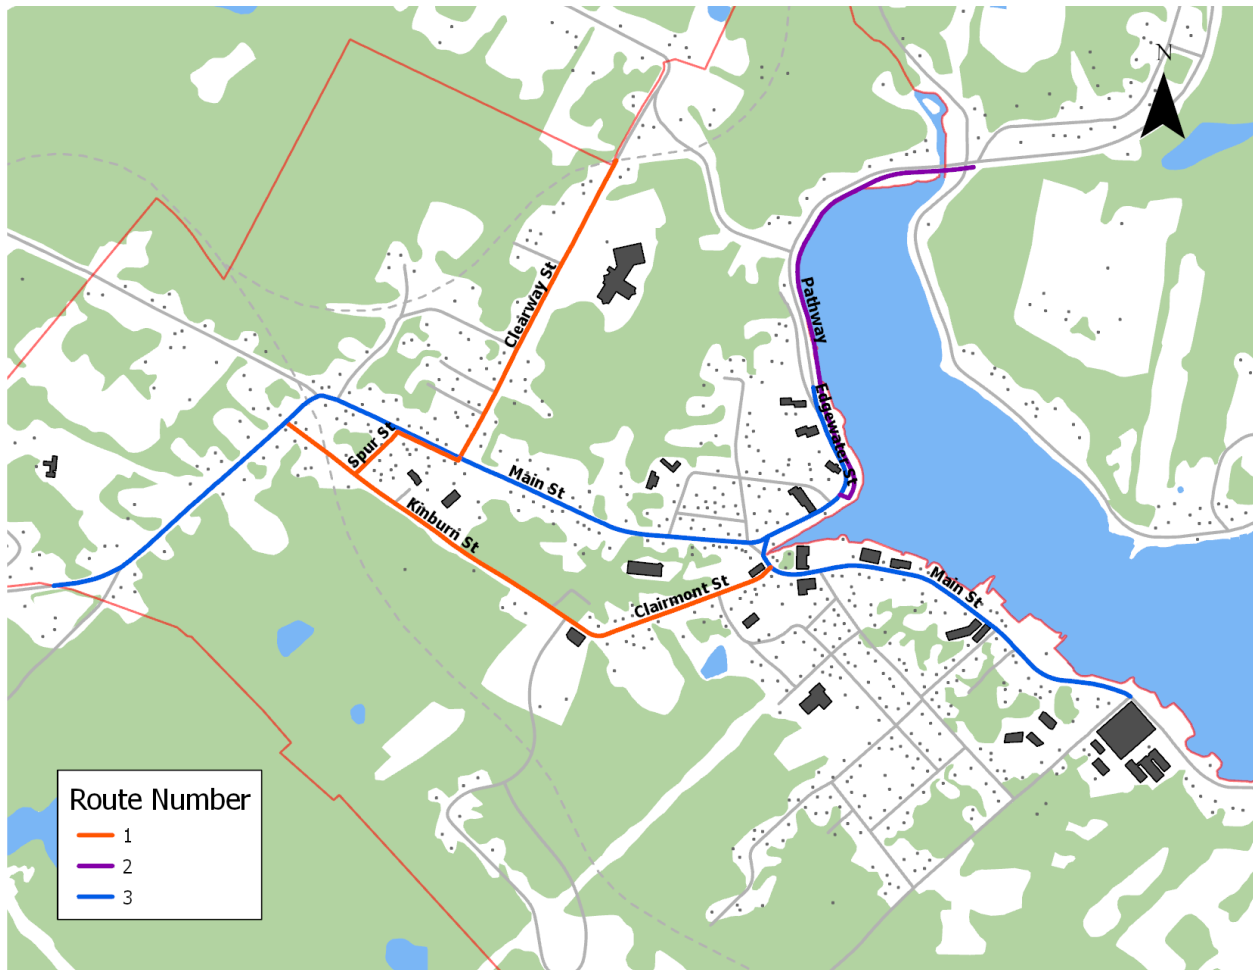 N
Clearway St
Pathway
Edgewater St
Spur St
Main St
Kinburn St
Clairmont St
Main St
Route Number
1
2
3